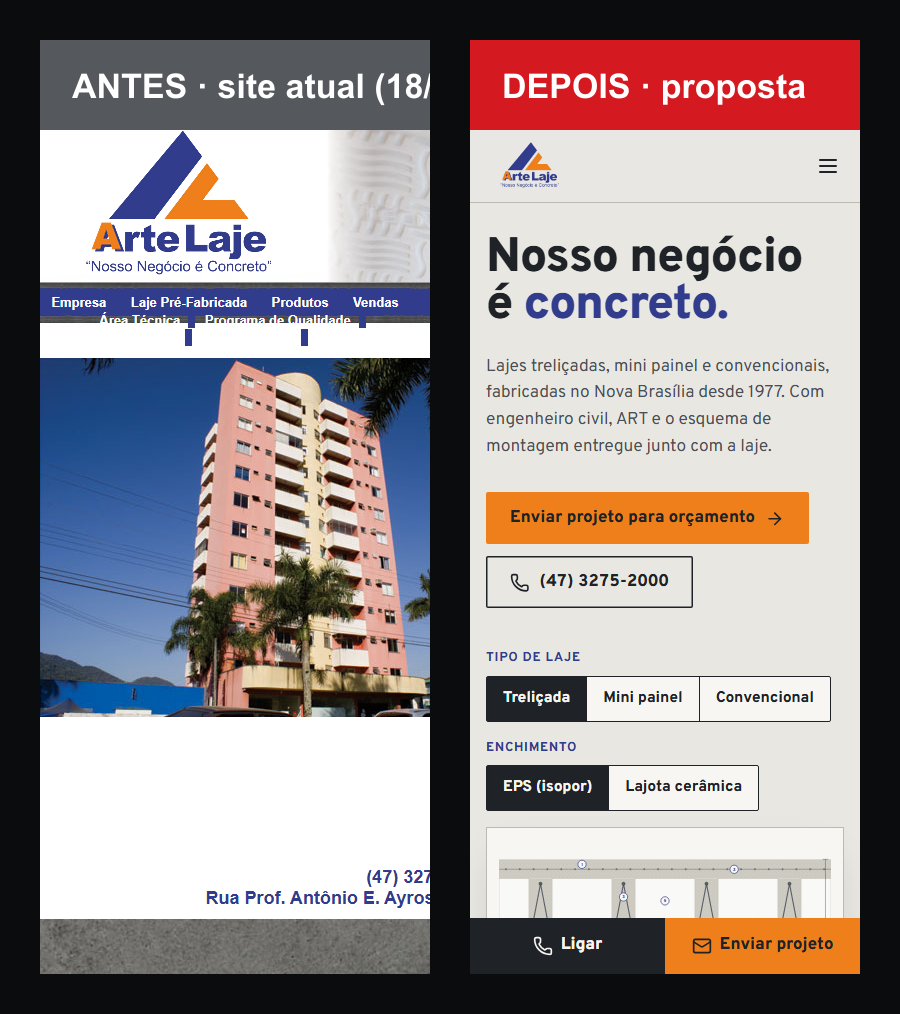 ANTES · site atual (18/
Arte Laje
“Nosso Negócio é Concreto”
Empresa Laje Pré-Fabricada Produtos Vendas
Área Técnica Programa de Qualidade
(47) 327
Rua Prof. Antônio E. Ayros
DEPOIS · proposta
Arte Laje
“Nosso Negócio é Concreto”
Nosso negócio
é concreto.
Lajes treliçadas, mini painel e convencionais,
fabricadas no Nova Brasília desde 1977. Com
engenheiro civil, ART e o esquema de
montagem entregue junto com a laje.
Enviar projeto para orçamento
(47) 3275-2000
TIPO DE LAJE
Treliçada Mini painel Convencional
ENCHIMENTO
EPS (isopor) Lajota cerâmica
Ligar Enviar projeto